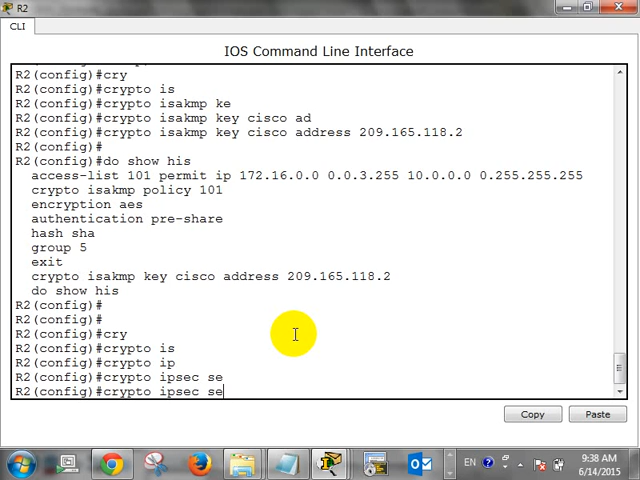 R2
CLI
IOS Command Line Interface
R2(config)#cry
R2(config)#crypto is
R2(config)#crypto isakmp ke
R2(config)#crypto isakmp key cisco ad
R2(config)#crypto isakmp key cisco address 209.165.118.2
R2(config)#
R2(config)#do show his
access-list 101 permit ip 172.16.0.0 0.0.3.255 10.0.0.0 0.255.255.255
crypto isakmp policy 101
encryption aes
authentication pre-share
hash sha
group 5
exit
crypto isakmp key cisco address 209.165.118.2
do show his
R2(config)#
R2(config)#
R2(config)#cry
R2(config)#crypto is
R2(config)#crypto ip
R2(config)#crypto ipsec se
R2(config)#crypto ipsec se
Copy Paste
EN 9:38 AM
6/14/2015